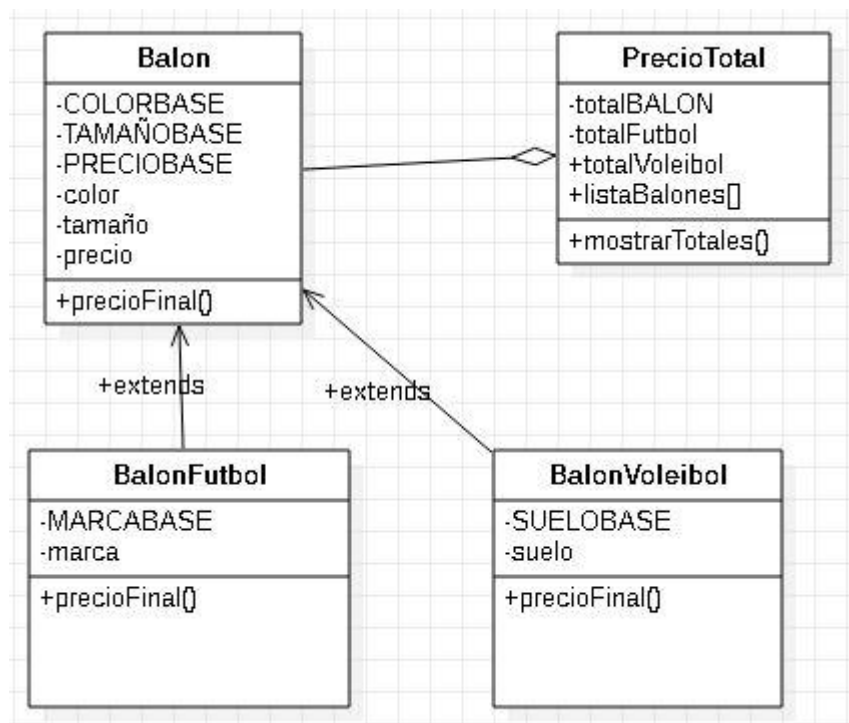 Balon
-COLORBASE
-TAMAÑOBASE
-PRECIOBASE
-color
-tamaño
-precio
+precioFinal()
PrecioTotal
-totalBALON
-totalFutbol
+totalVoleibol
+listaBalones[]
+mostrarTotales()
+extends
+extends
BalonFutbol
-MARCABASE
-marca
+precioFinal()
BalonVoleibol
-SUELOBASE
-suelo
+precioFinal()